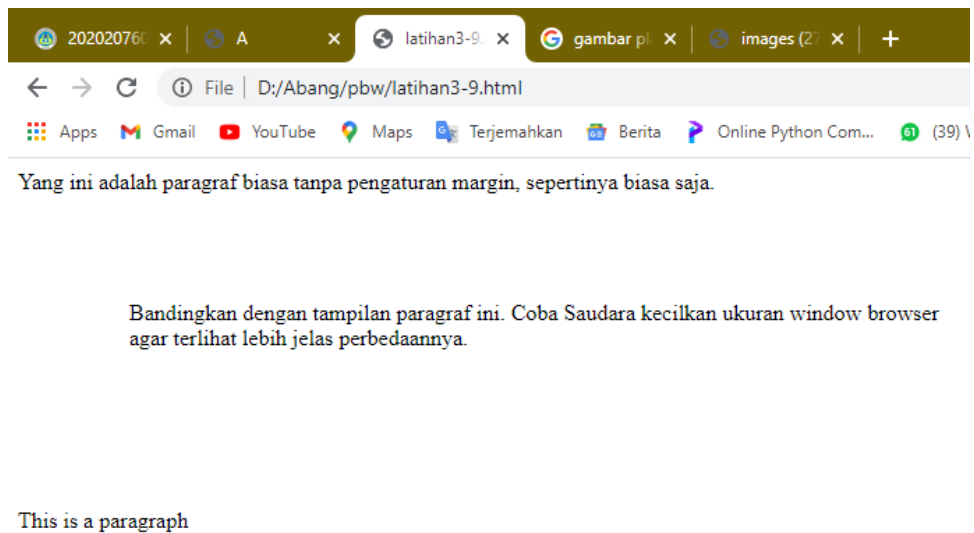 202020760 A latihan3-9. gambar pl images (27
File D:/Abang/pbw/latihan3-9.html
Apps Gmail YouTube Maps Terjemahkan Berita Online Python Com... 61 (39)
Yang ini adalah paragraf biasa tanpa pengaturan margin, sepertinya biasa saja.
Bandingkan dengan tampilan paragraf ini. Coba Saudara kecilkan ukuran window browser
agar terlihat lebih jelas perbedaannya.
This is a paragraph